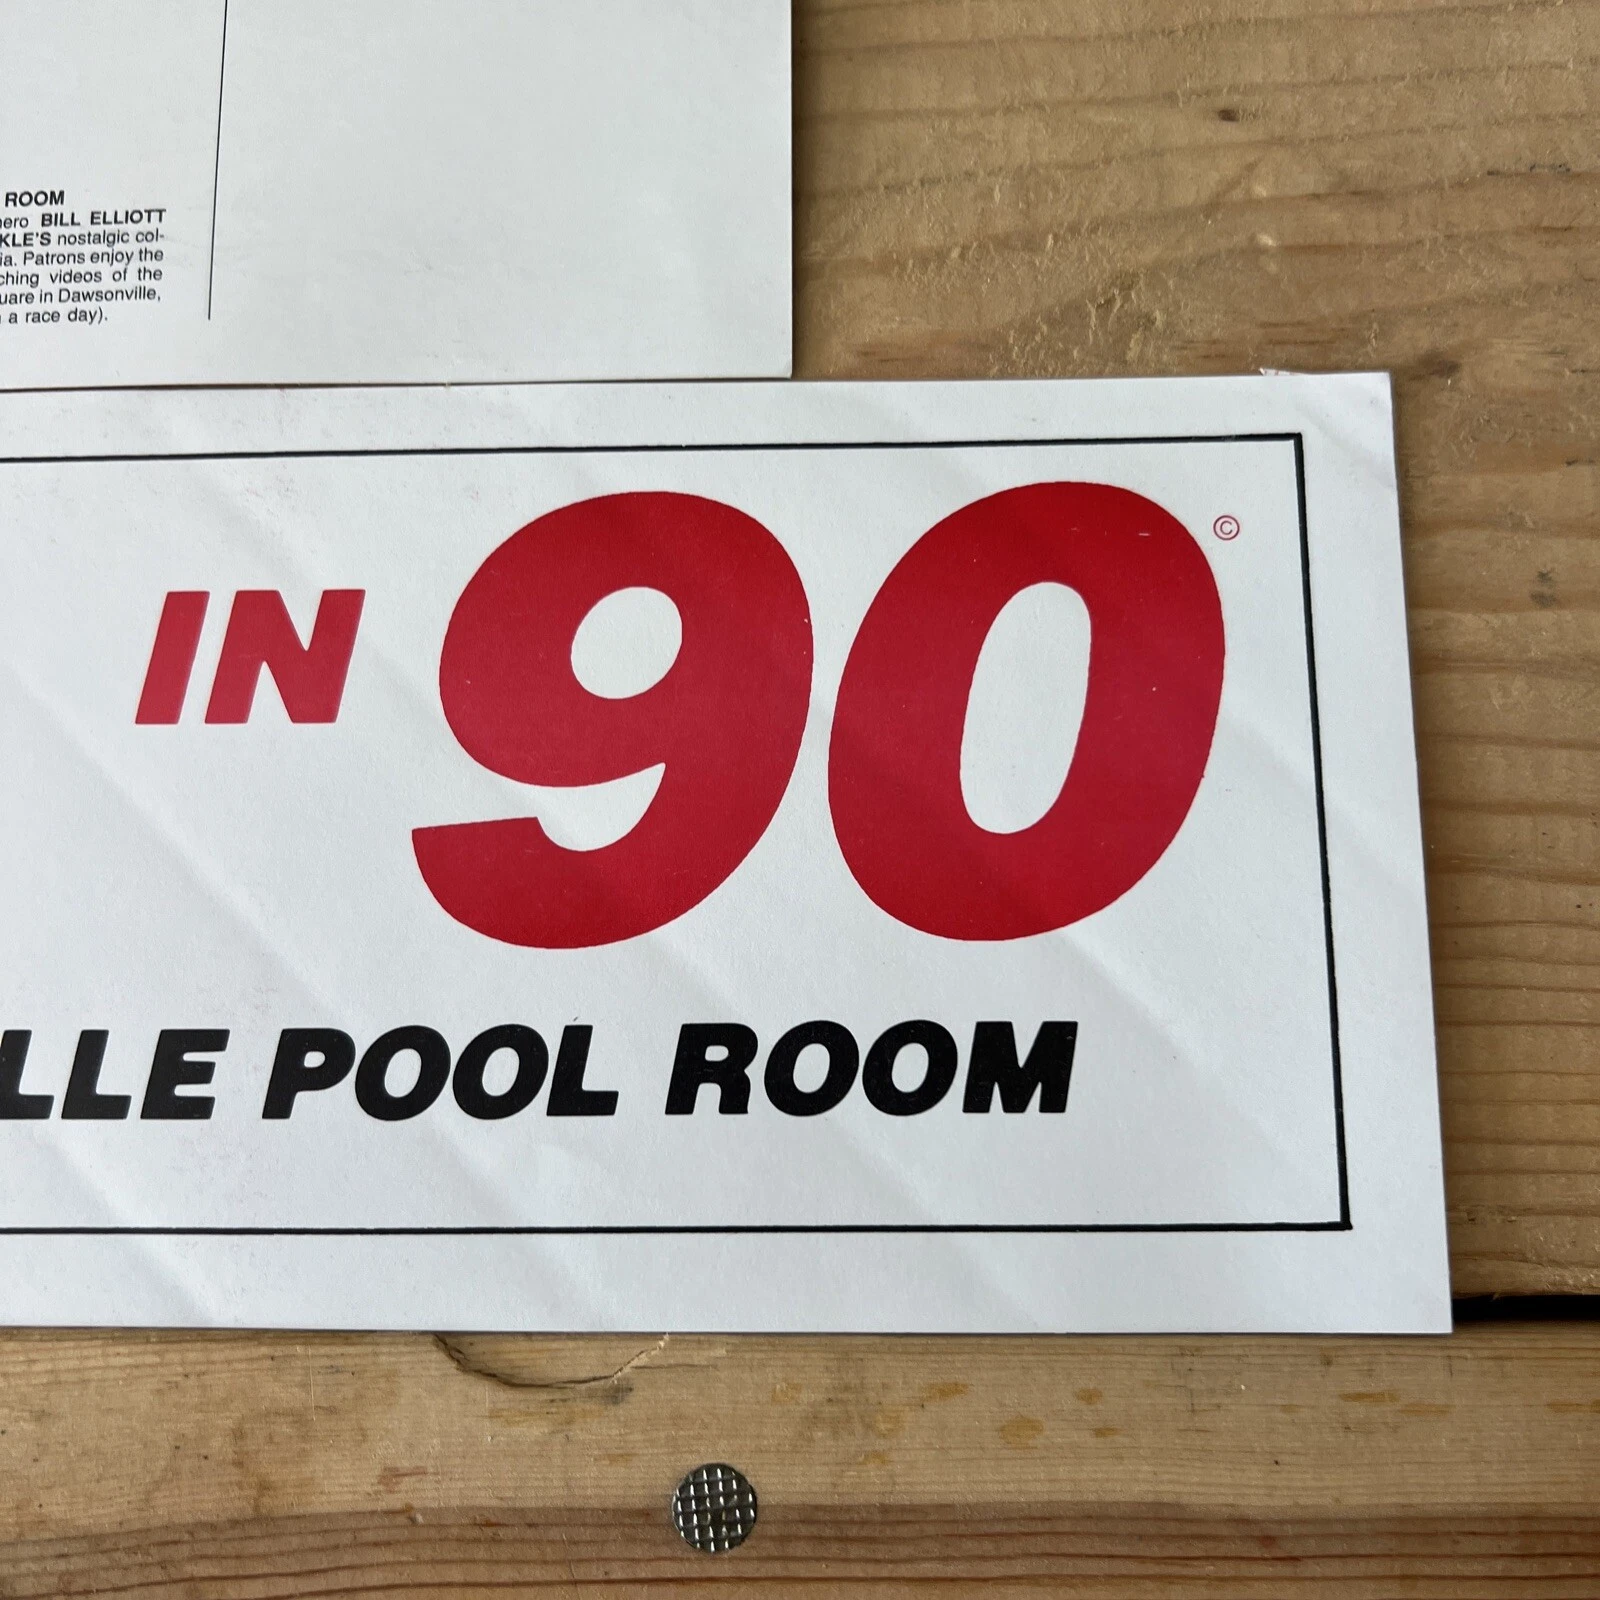 ROOM
ero BILL ELLIOTT
KLE'S nostalgic col-
ia. Patrons enjoy the
ching videos of the
uare in Dawsonville,
a race day).
IN 90 ©
LLE POOL ROOM